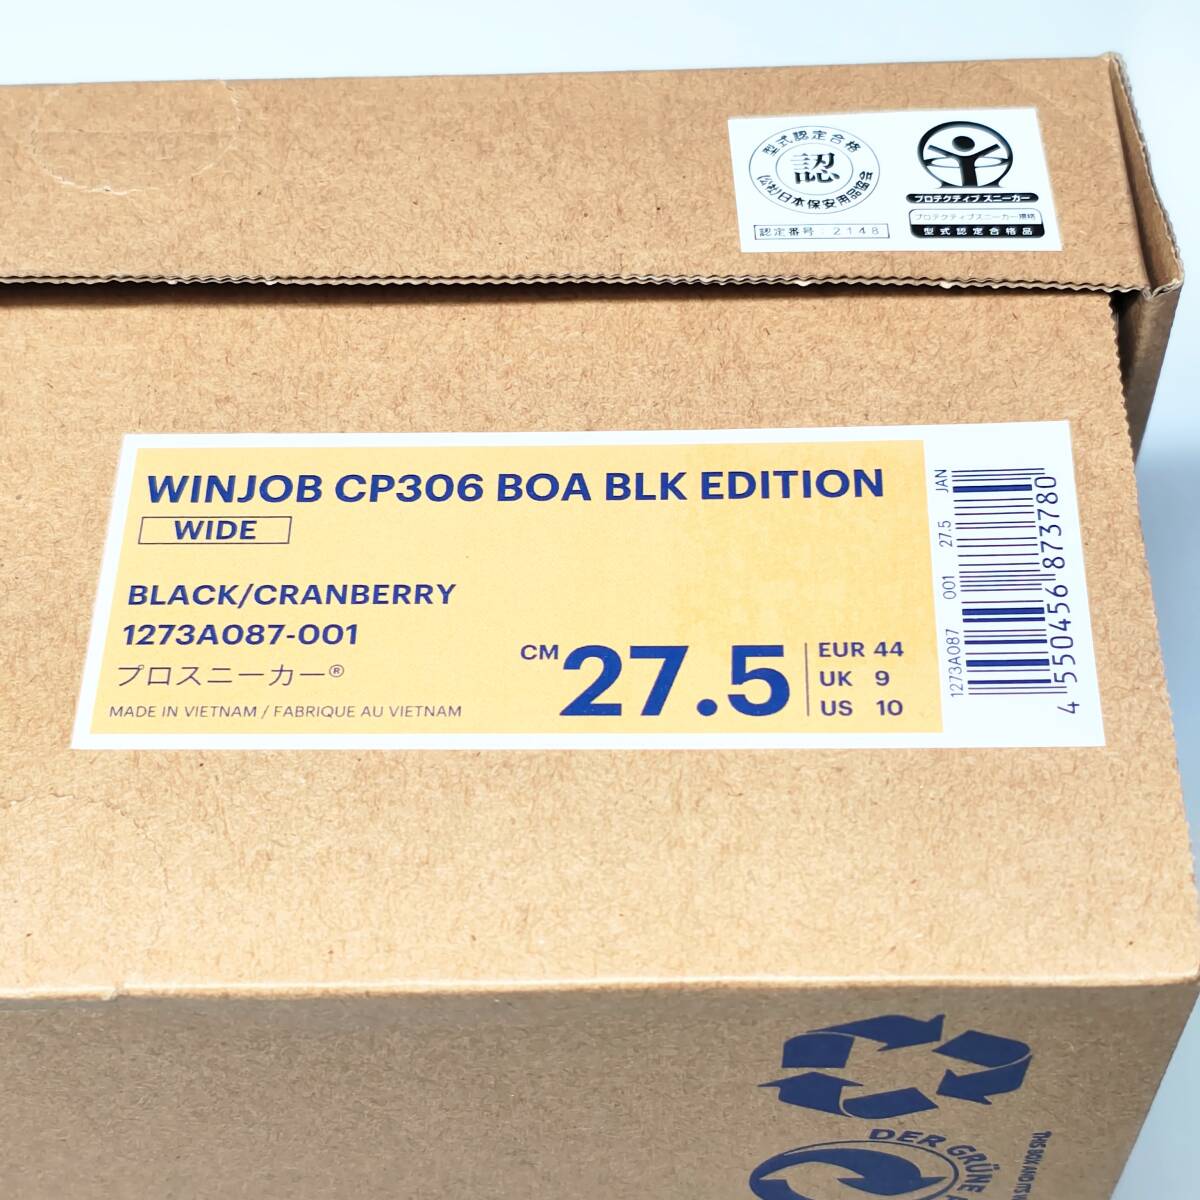 型式認定合格
認
(公社)日本保安用品協会
認定番号:2148
プロテクティブスニーカー
プロテクティブスニーカー規格
型式認定合格品
WINJOB CP306 BOA BLK EDITION
WIDE
BLACK/CRANBERRY
1273A087-001
プロスニーカー®
MADE IN VIETNAM / FABRIQUE AU VIETNAM
CM 27.5
EUR 44
UK 9
US 10
1273A087 001 27.5 JAN
4 550456 873780
DER GRÜNE
THIS BOX AND